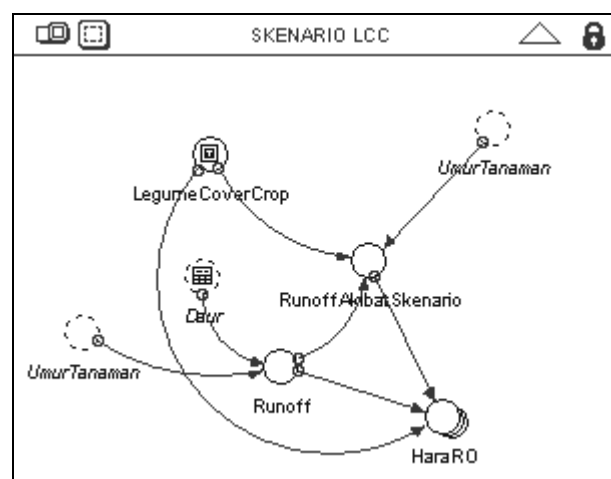 SKENARIO LCC
UmurTanaman
LegumeCoverCrop
RunoffAkibatSkenario
Daur
UmurTanaman
Runoff
HaraRO